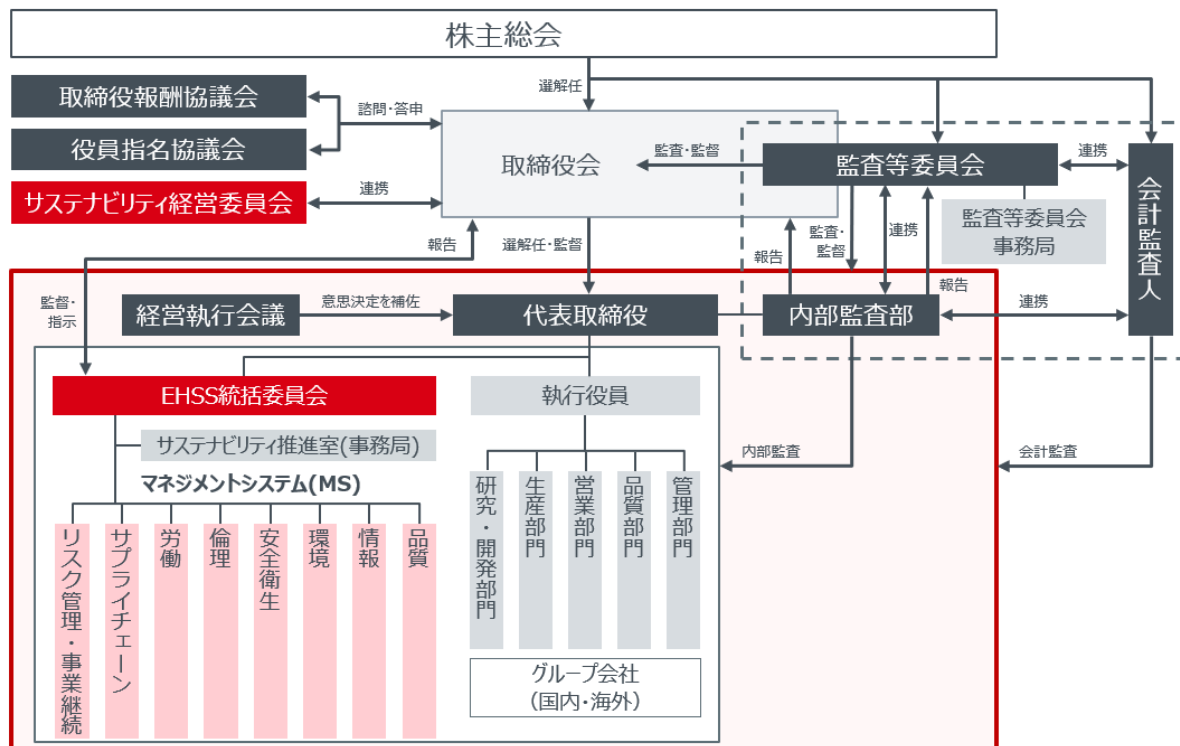 株主総会
選解任
取締役報酬協議会
諮問・答申
役員指名協議会
サステナビリティ経営委員会
連携
取締役会
監査・監督
監査等委員会
連携
会計監査人
監査等委員会
事務局
報告
選解任・監督
報告
監査・
監督
連携
報告
監督・
指示
経営執行会議
意思決定を補佐
代表取締役
内部監査部
連携
EHSS統括委員会
執行役員
サステナビリティ推進室(事務局)
内部監査
会計監査
マネジメントシステム(MS)
リスク管理・事業継続
サプライチェーン
労働
倫理
安全衛生
環境
情報
品質
研究・開発部門
生産部門
営業部門
品質部門
管理部門
グループ会社
(国内・海外)